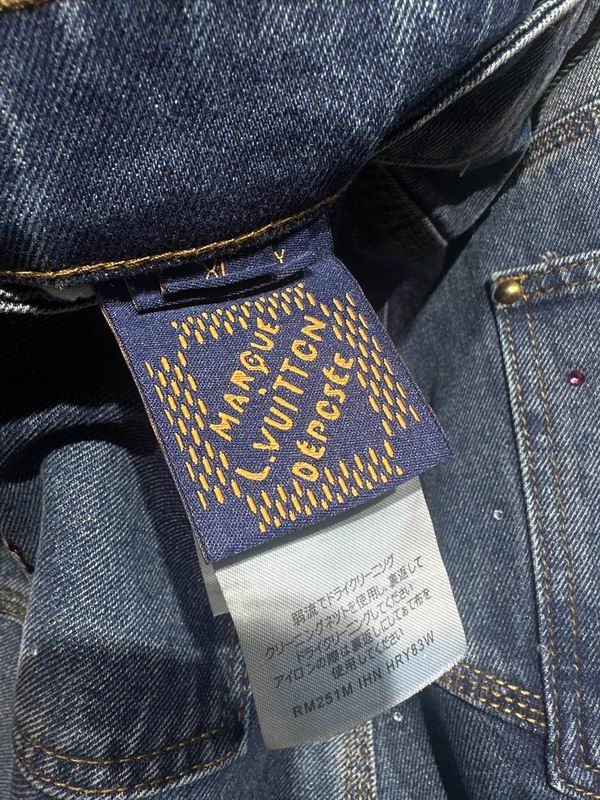 MARQUE
L.VUITTON
DÉPOSÉE
弱流でドライクリーニング
クリーニングネットを使用し、裏返して
ドライクリーニングしてください
アイロンの際は裏返しにしてあて布を
使用してください
RM251M IHN HRY83W